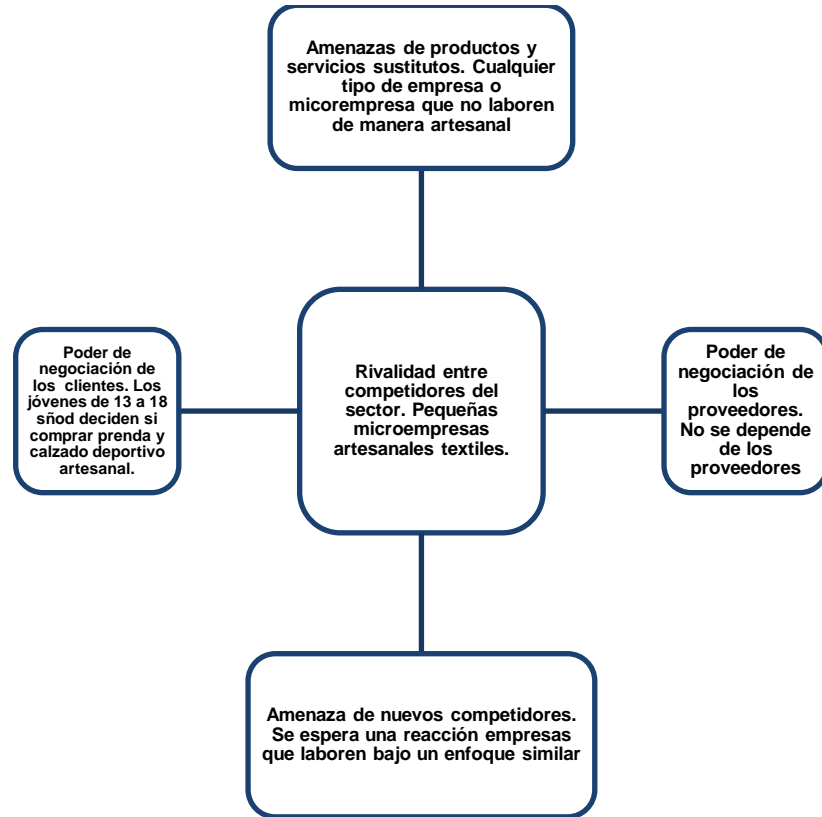 Amenazas de productos y
servicios sustitutos. Cualquier
tipo de empresa o
micorempresa que no laboren
de manera artesanal
Poder de
negociación de
los clientes. Los
jóvenes de 13 a 18
sñod deciden si
comprar prenda y
calzado deportivo
artesanal.
Rivalidad entre
competidores del
sector. Pequeñas
microempresas
artesanales textiles.
Poder de
negociación de
los
proveedores.
No se depende
de los
proveedores
Amenaza de nuevos competidores.
Se espera una reacción empresas
que laboren bajo un enfoque similar